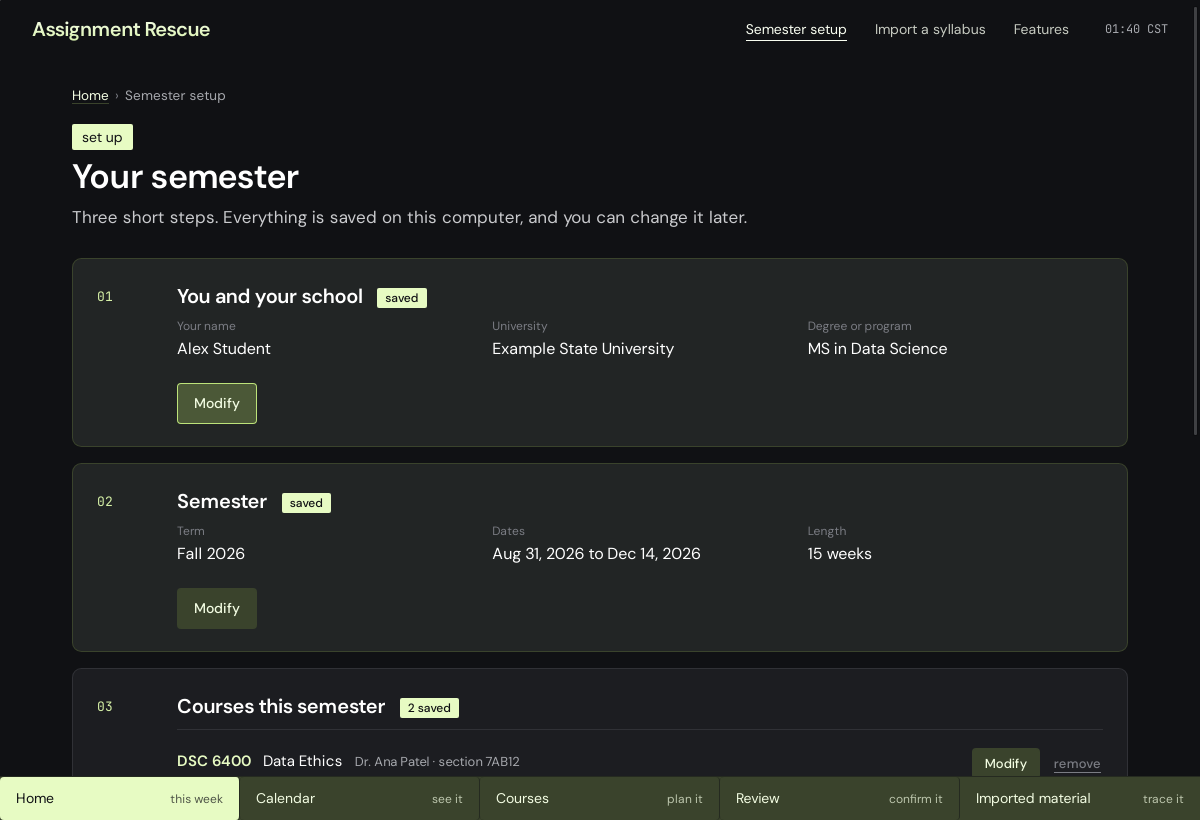 Assignment Rescue
Semester setup Import a syllabus Features 01:40 CST
Home › Semester setup
set up
Your semester
Three short steps. Everything is saved on this computer, and you can change it later.
01 You and your school saved
Your name University Degree or program
Alex Student Example State University MS in Data Science
Modify
02 Semester saved
Term Dates Length
Fall 2026 Aug 31, 2026 to Dec 14, 2026 15 weeks
Modify
03 Courses this semester 2 saved
DSC 6400 Data Ethics Dr. Ana Patel · section 7AB12 Modify remove
Home this week Calendar see it Courses plan it Review confirm it Imported material trace it